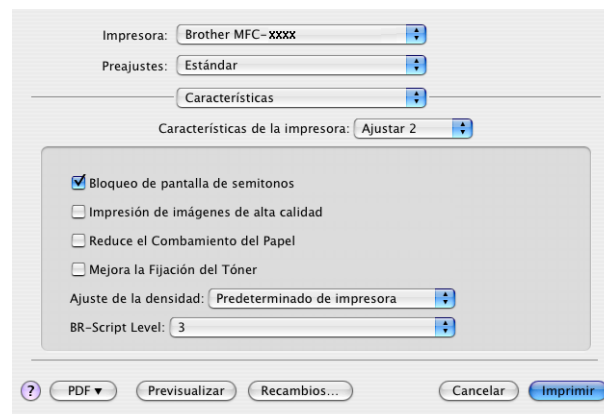 Impresora: Brother MFC-xxxx
Preajustes: Estándar
Características
Características de la impresora: Ajustar 2
Bloqueo de pantalla de semitonos
Impresión de imágenes de alta calidad
Reduce el Combamiento del Papel
Mejora la Fijación del Tóner
Ajuste de la densidad: Predeterminado de impresora
BR-Script Level: 3
? PDF ▼ Previsualizar Recambios... Cancelar Imprimir